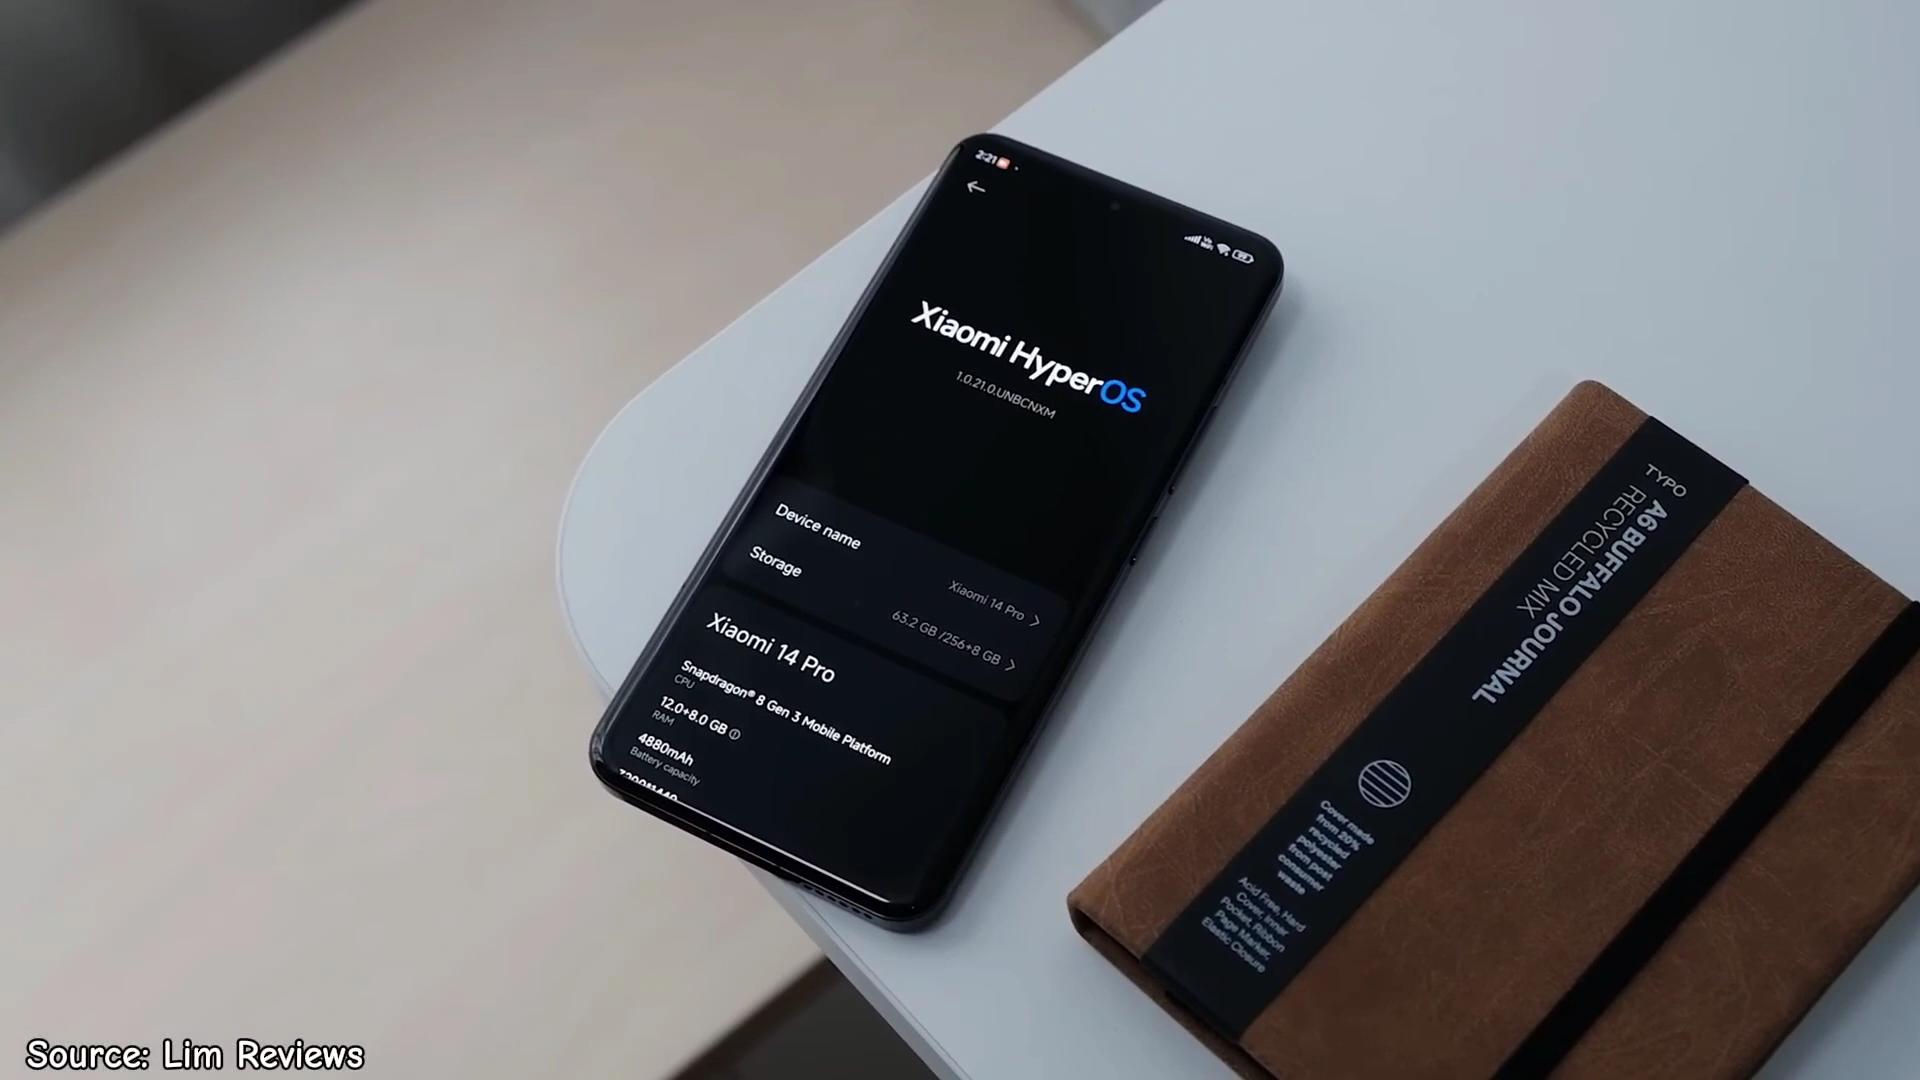 2:21
Xiaomi HyperOS
1.0.21.0.UNBCNXM
Device name
Xiaomi 14 Pro
Storage
63.2 GB /256+8 GB
Xiaomi 14 Pro
Snapdragon® 8 Gen 3 Mobile Platform
CPU
12.0+8.0 GB
RAM
4880mAh
Battery capacity
TYPO
A6 BUFFALO JOURNAL
RECYCLED MIX
Cover made
from 20%
recycled
polyester
from post
consumer
waste
Acid Free, Hard
Cover, Inner
Pocket, Ribbon
Page Marker,
Elastic Closure
Source: Lim Reviews